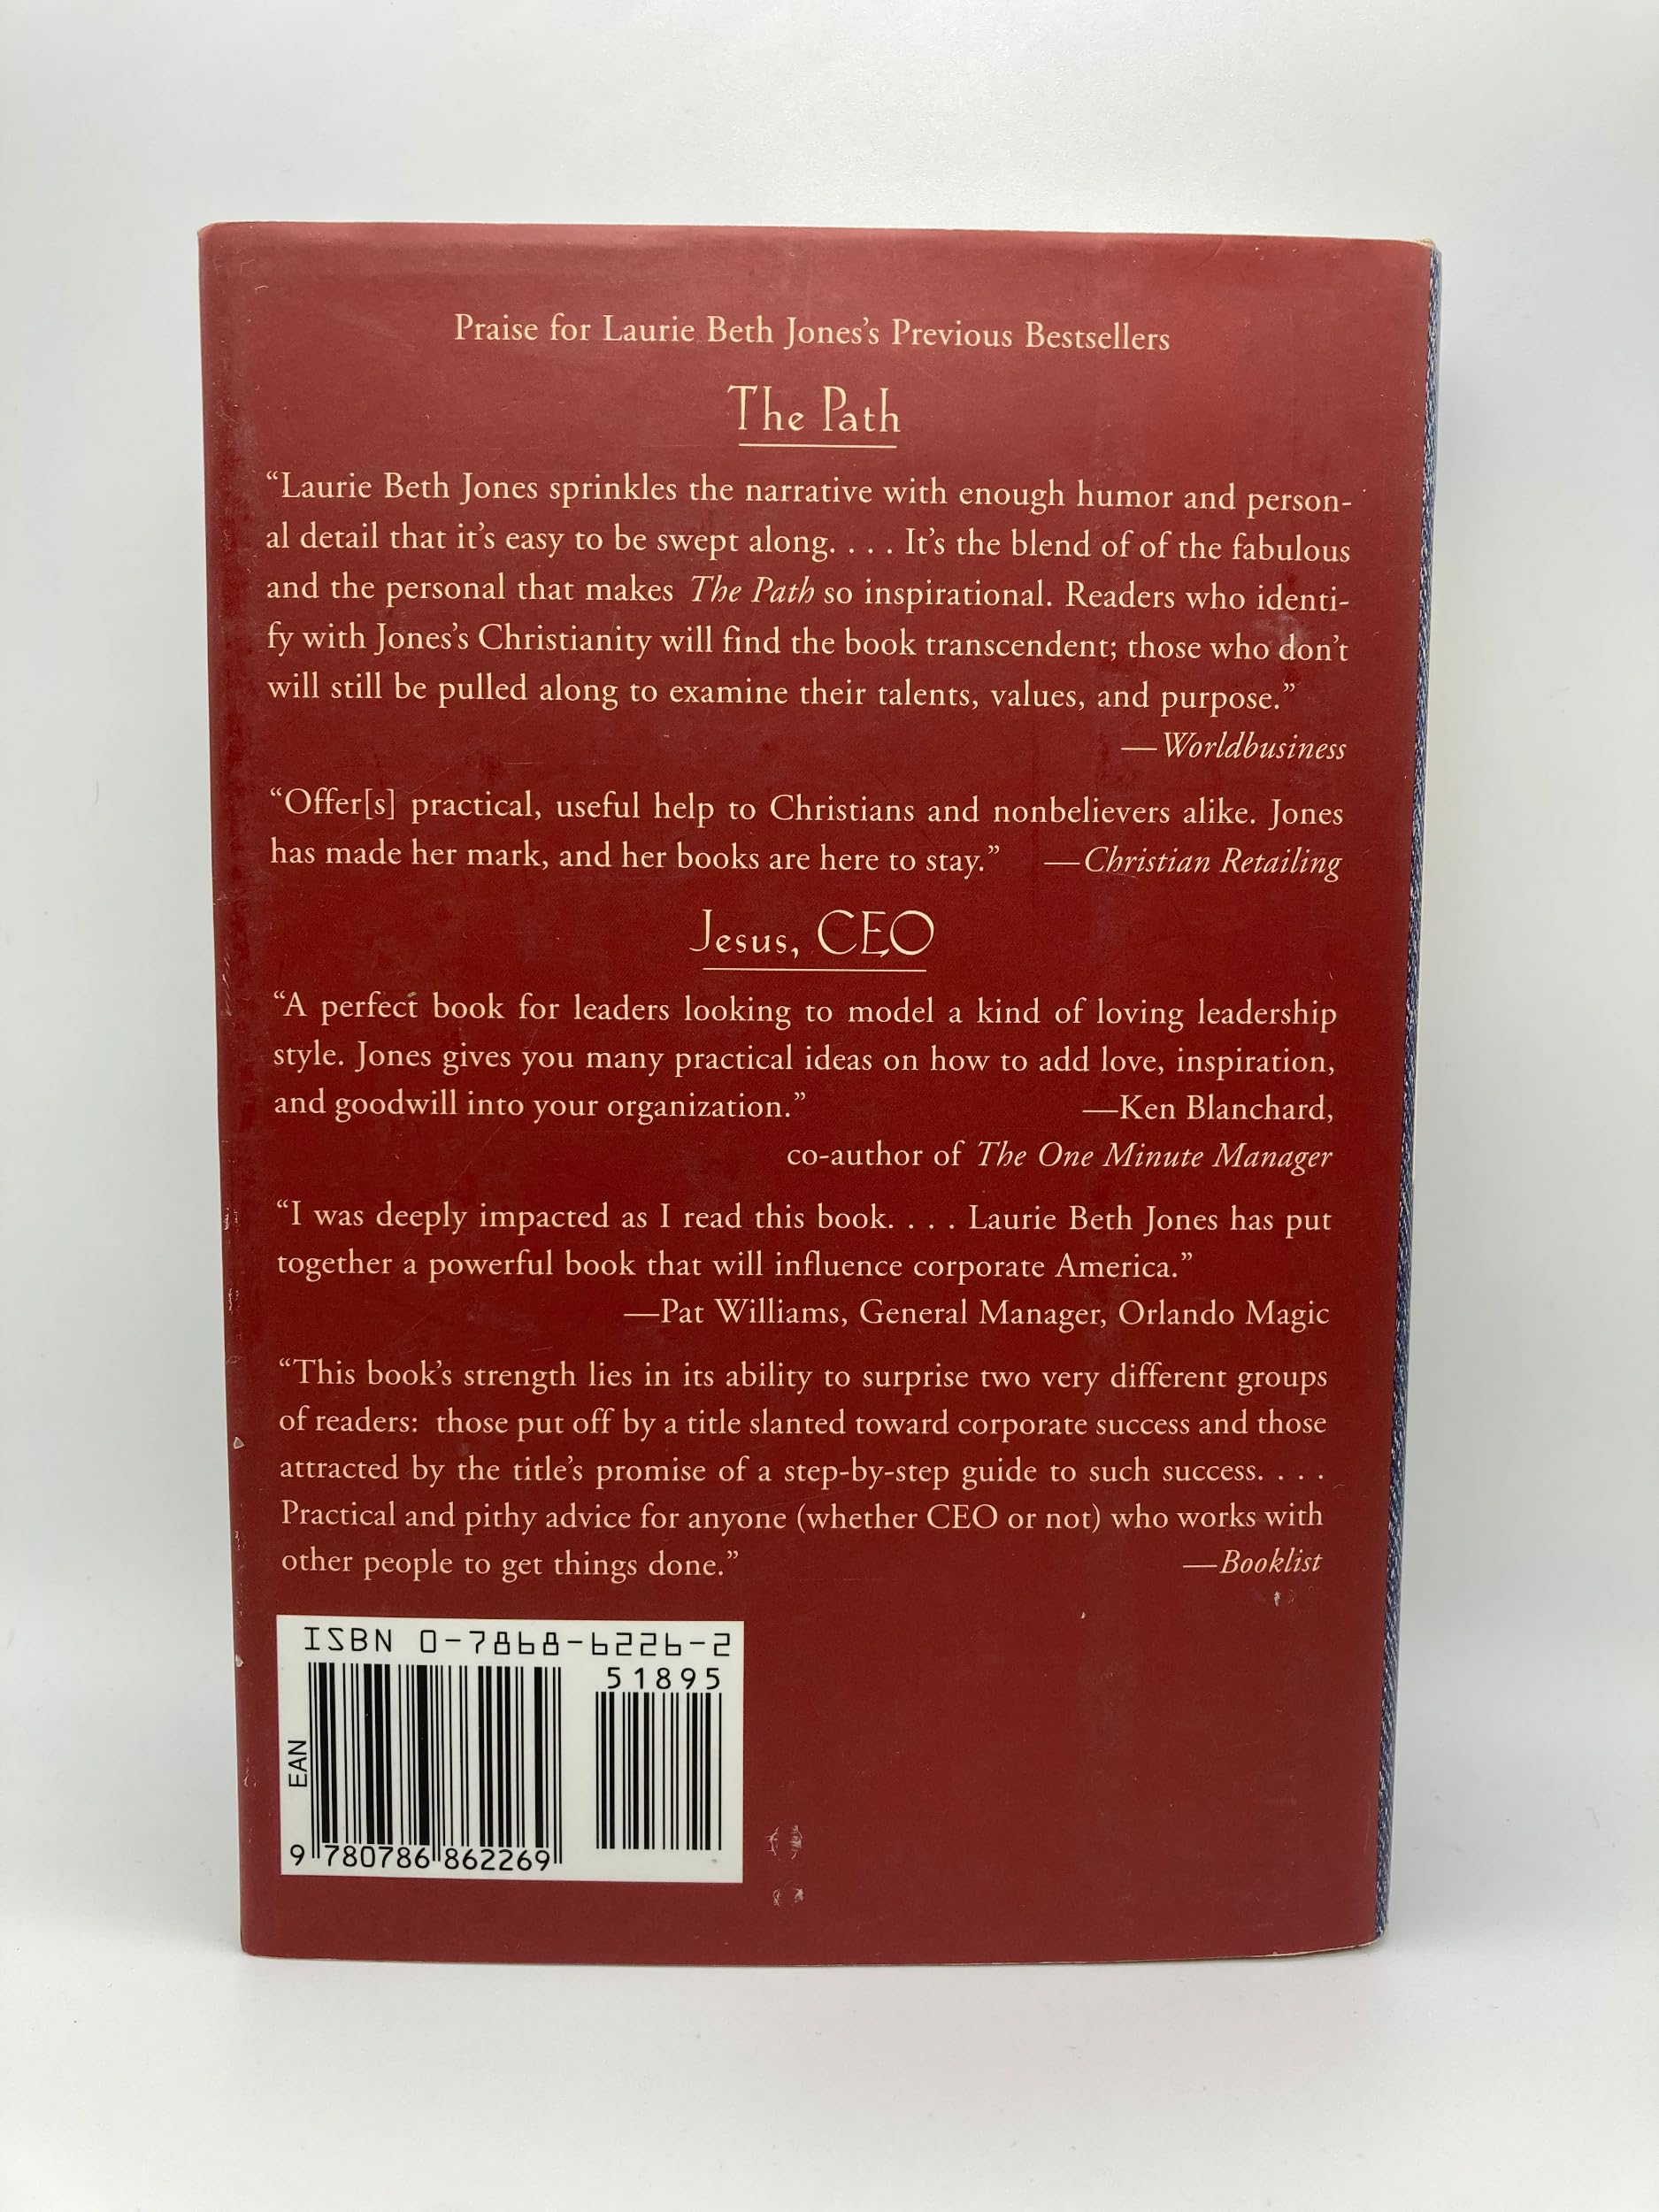 Praise for Laurie Beth Jones's Previous Bestsellers
The Path
“Laurie Beth Jones sprinkles the narrative with enough humor and person-
al detail that it's easy to be swept along. . . . It's the blend of of the fabulous
and the personal that makes The Path so inspirational. Readers who identi-
fy with Jones's Christianity will find the book transcendent; those who don't
will still be pulled along to examine their talents, values, and purpose.”
—Worldbusiness
“Offer[s] practical, useful help to Christians and nonbelievers alike. Jones
has made her mark, and her books are here to stay.” —Christian Retailing
Jesus, CEO
“A perfect book for leaders looking to model a kind of loving leadership
style. Jones gives you many practical ideas on how to add love, inspiration,
and goodwill into your organization.” —Ken Blanchard,
co-author of The One Minute Manager
“I was deeply impacted as I read this book. . . . Laurie Beth Jones has put
together a powerful book that will influence corporate America.”
—Pat Williams, General Manager, Orlando Magic
“This book's strength lies in its ability to surprise two very different groups
of readers: those put off by a title slanted toward corporate success and those
attracted by the title's promise of a step-by-step guide to such success. . . .
Practical and pithy advice for anyone (whether CEO or not) who works with
other people to get things done.” —Booklist
ISBN 0-7868-6226-2
51895
EAN
9 780786 862269